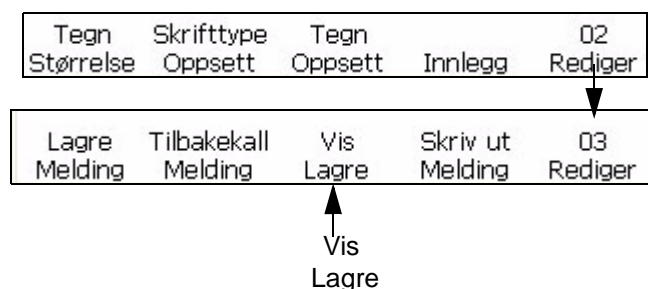 Tegn Skrifttype Tegn 02
Størrelse Oppsett Oppsett Innlegg Rediger
Lagre Tilbakekall Vis Skriv ut 03
Melding Melding Lagre Melding Rediger
Vis
Lagre